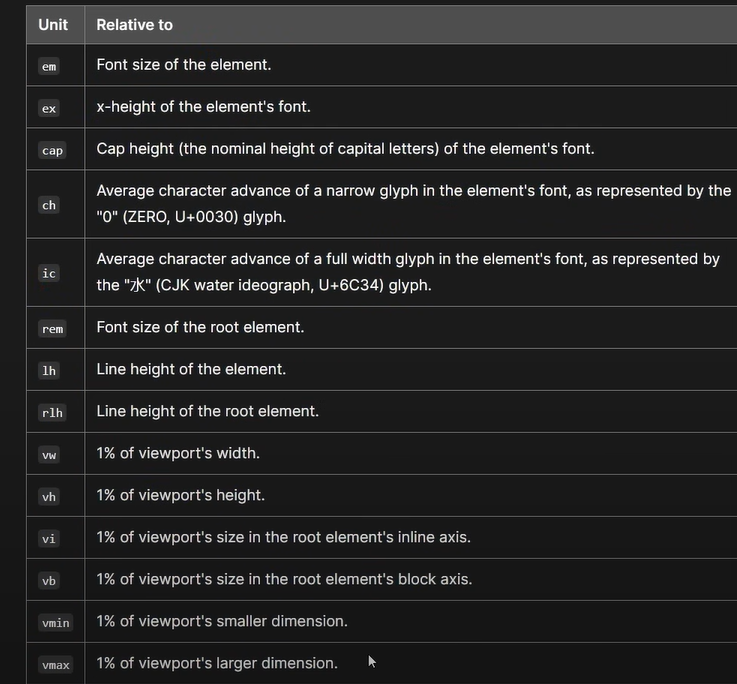 Unit Relative to
em Font size of the element.
ex x-height of the element's font.
cap Cap height (the nominal height of capital letters) of the element's font.
ch Average character advance of a narrow glyph in the element's font, as represented by the
"0" (ZERO, U+0030) glyph.
ic Average character advance of a full width glyph in the element's font, as represented by
the "水" (CJK water ideograph, U+6C34) glyph.
rem Font size of the root element.
lh Line height of the element.
rlh Line height of the root element.
vw 1% of viewport's width.
vh 1% of viewport's height.
vi 1% of viewport's size in the root element's inline axis.
vb 1% of viewport's size in the root element's block axis.
vmin 1% of viewport's smaller dimension.
vmax 1% of viewport's larger dimension.